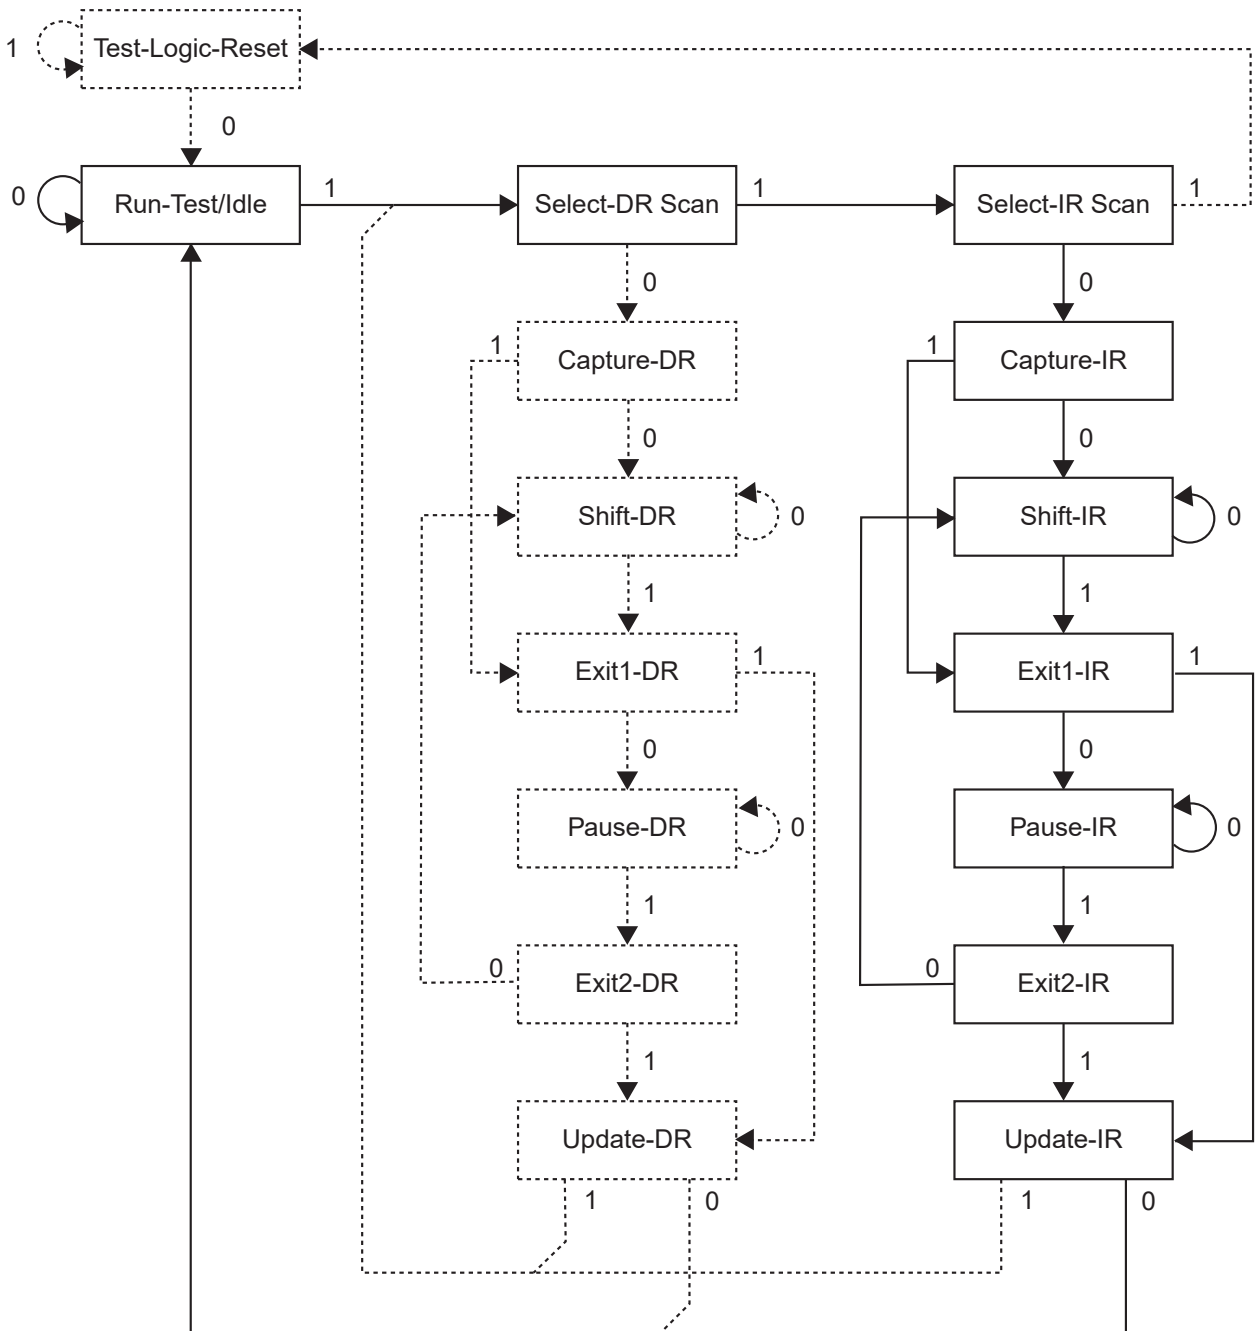 1 Test-Logic-Reset
0
0 Run-Test/Idle 1 Select-DR Scan 1 Select-IR Scan 1
0 0
1 Capture-DR 1 Capture-IR
0 0
Shift-DR 0 Shift-IR 0
1 1
Exit1-DR 1 Exit1-IR 1
0 0
Pause-DR 0 Pause-IR 0
1 1
0 Exit2-DR 0 Exit2-IR
1 1
Update-DR Update-IR
1 0 1 0